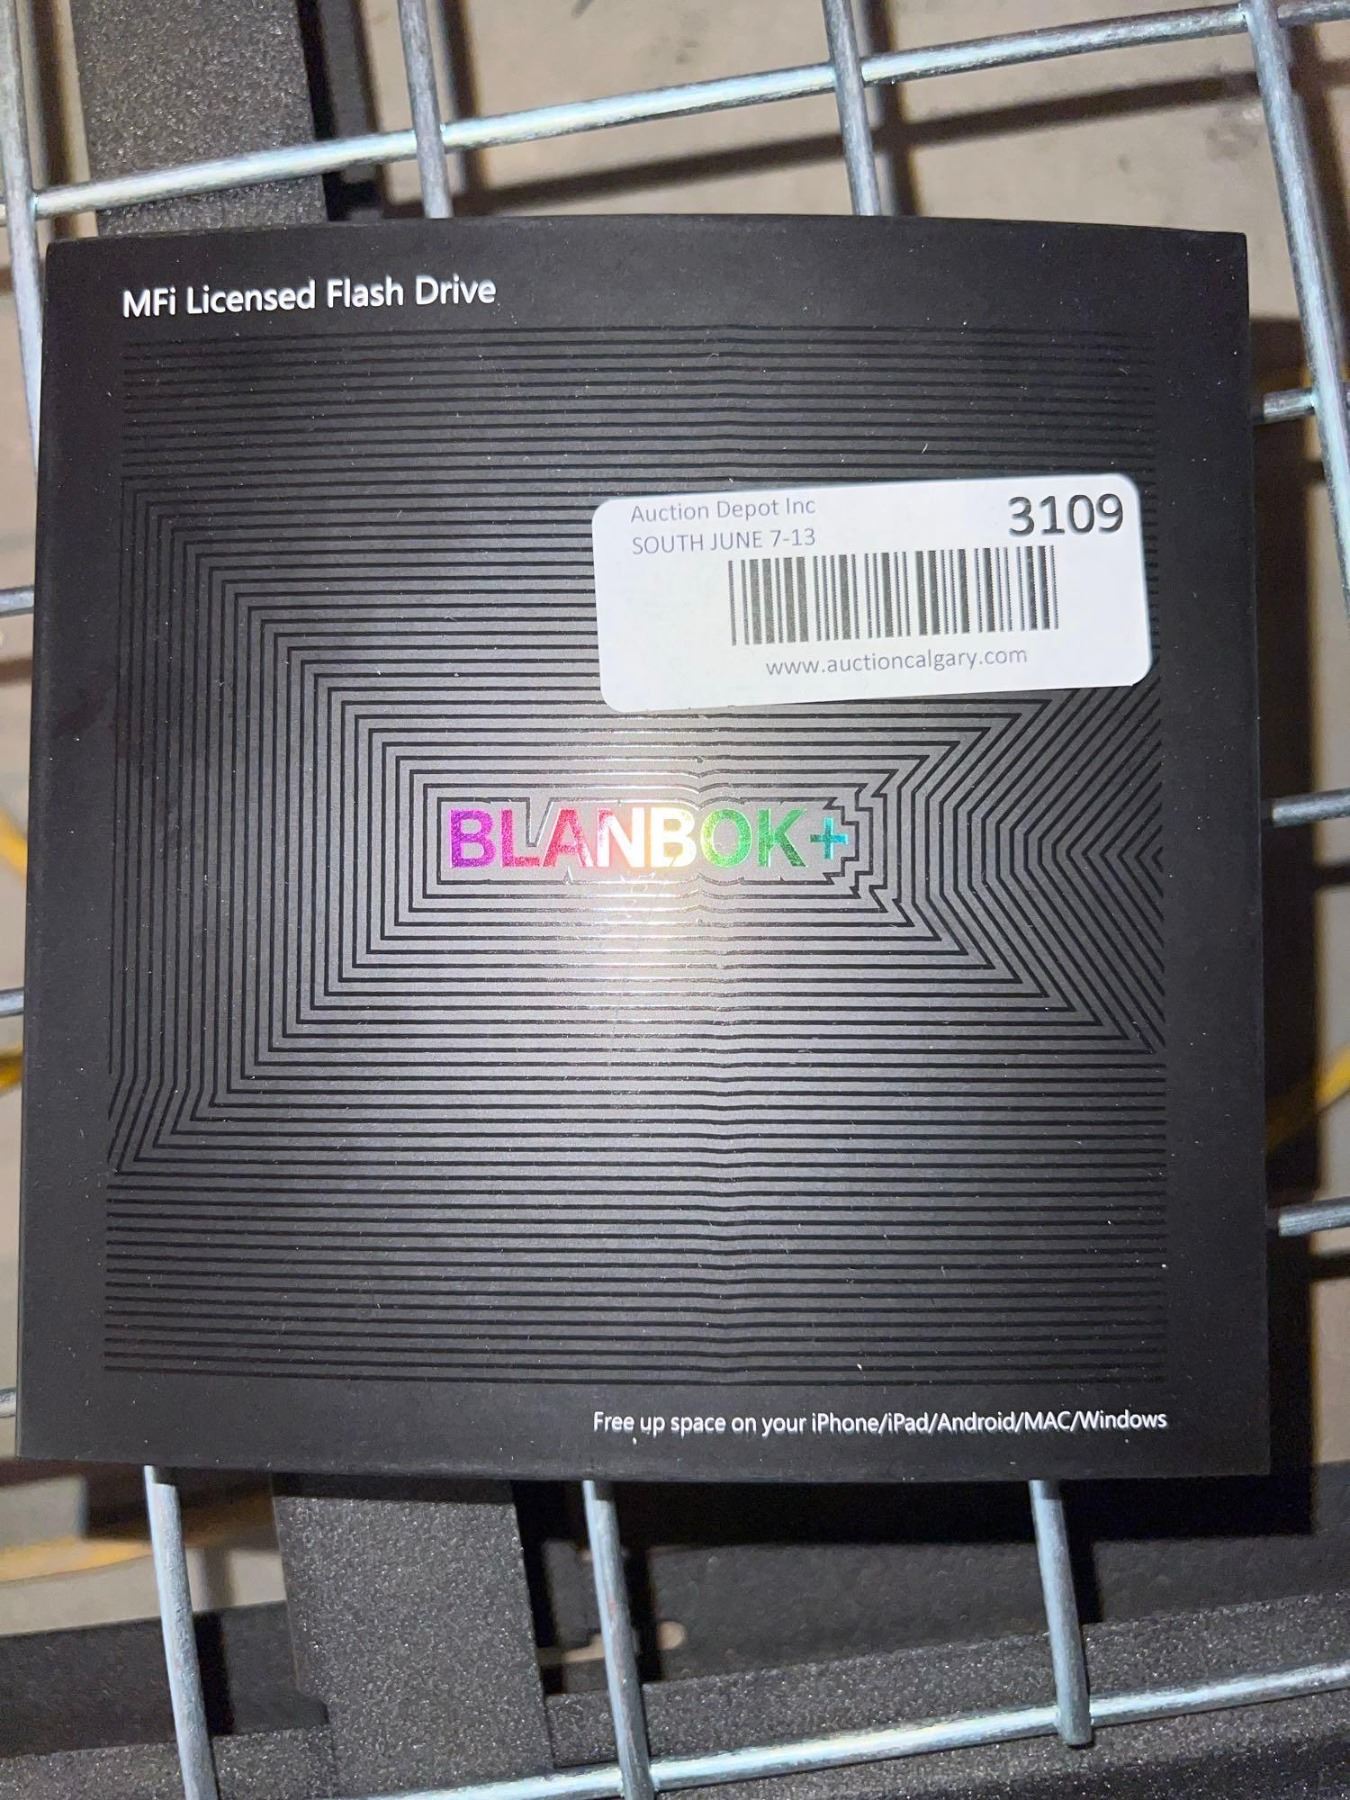 MFi Licensed Flash Drive
Auction Depot Inc
3109
SOUTH JUNE 7-13
www.auctioncalgary.com
BLANBOK+
Free up space on your iPhone/iPad/Android/MAC/Windows